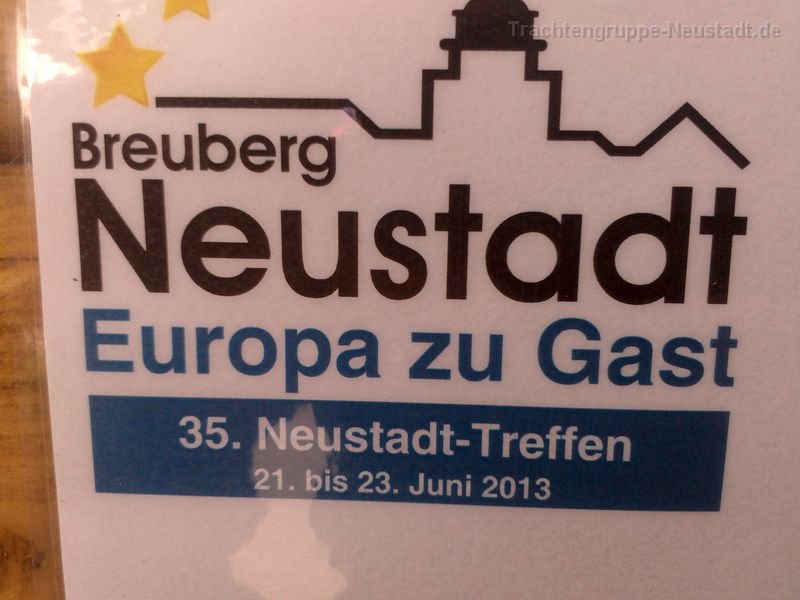 Trachtengruppe-Neustadt.de
Breuberg
Neustadt
Europa zu Gast
35. Neustadt-Treffen
21. bis 23. Juni 2013